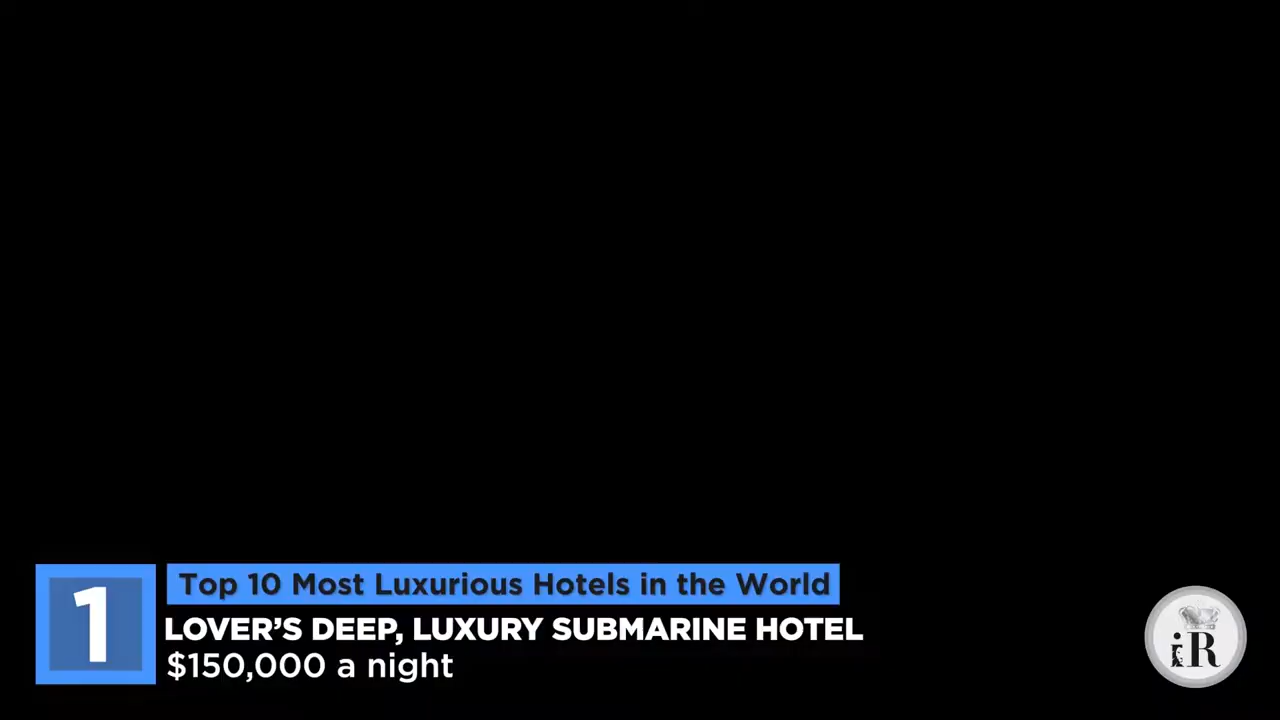 1
Top 10 Most Luxurious Hotels in the World
LOVER'S DEEP, LUXURY SUBMARINE HOTEL
$150,000 a night
iR